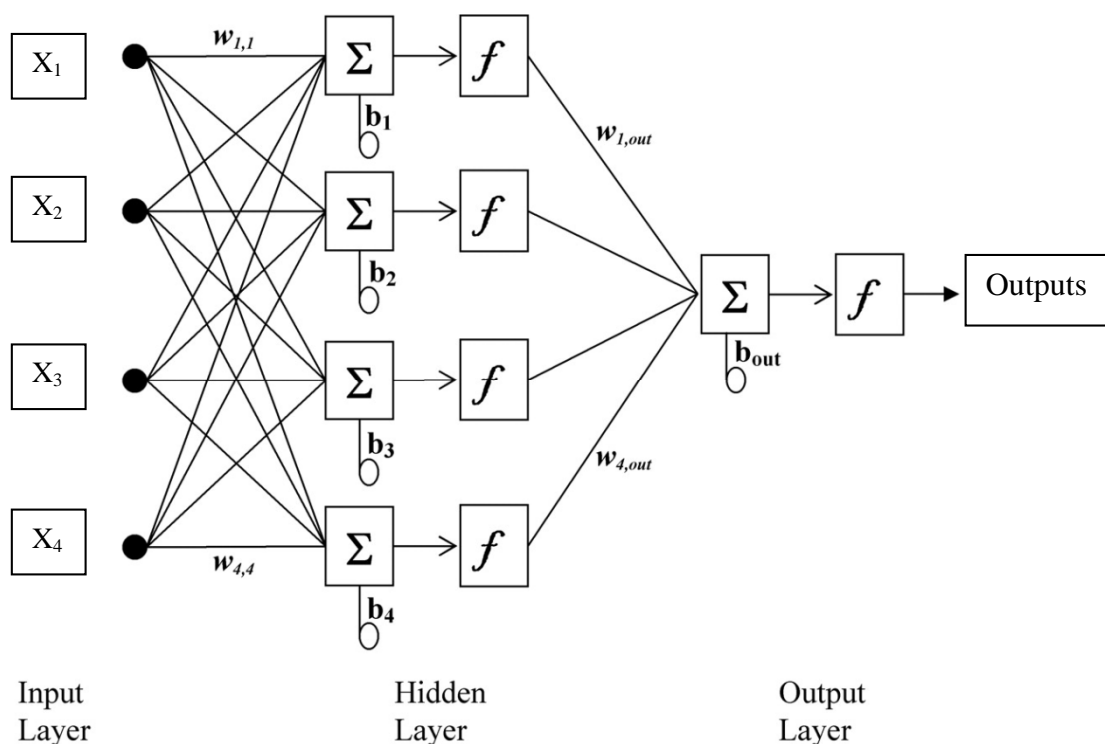 X1
w1,1
Σ
f
b1
w1,out
X2
Σ
f
b2
Σ
f
Outputs
bout
X3
Σ
f
b3
w4,out
X4
Σ
f
w4,4
b4
Input
Layer
Hidden
Layer
Output
Layer